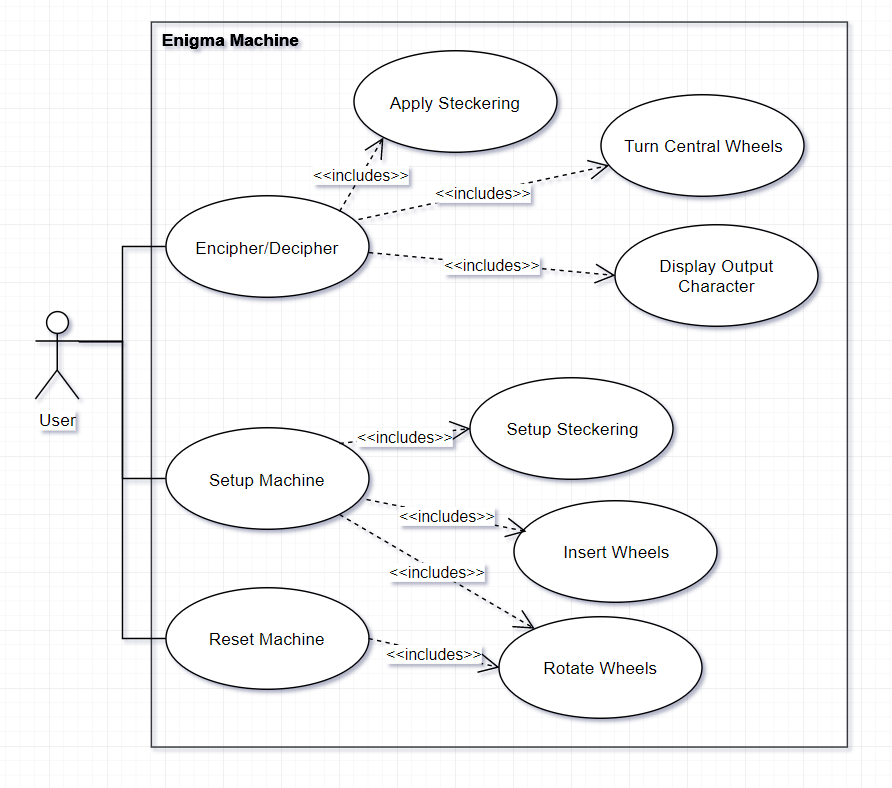 Enigma Machine
Apply Steckering
Turn Central Wheels
<<includes>>
<<includes>>
Encipher/Decipher
<<includes>>
Display Output
Character
User
Setup Steckering
<<includes>>
Setup Machine
<<includes>>
Insert Wheels
<<includes>>
Reset Machine
<<includes>>
Rotate Wheels